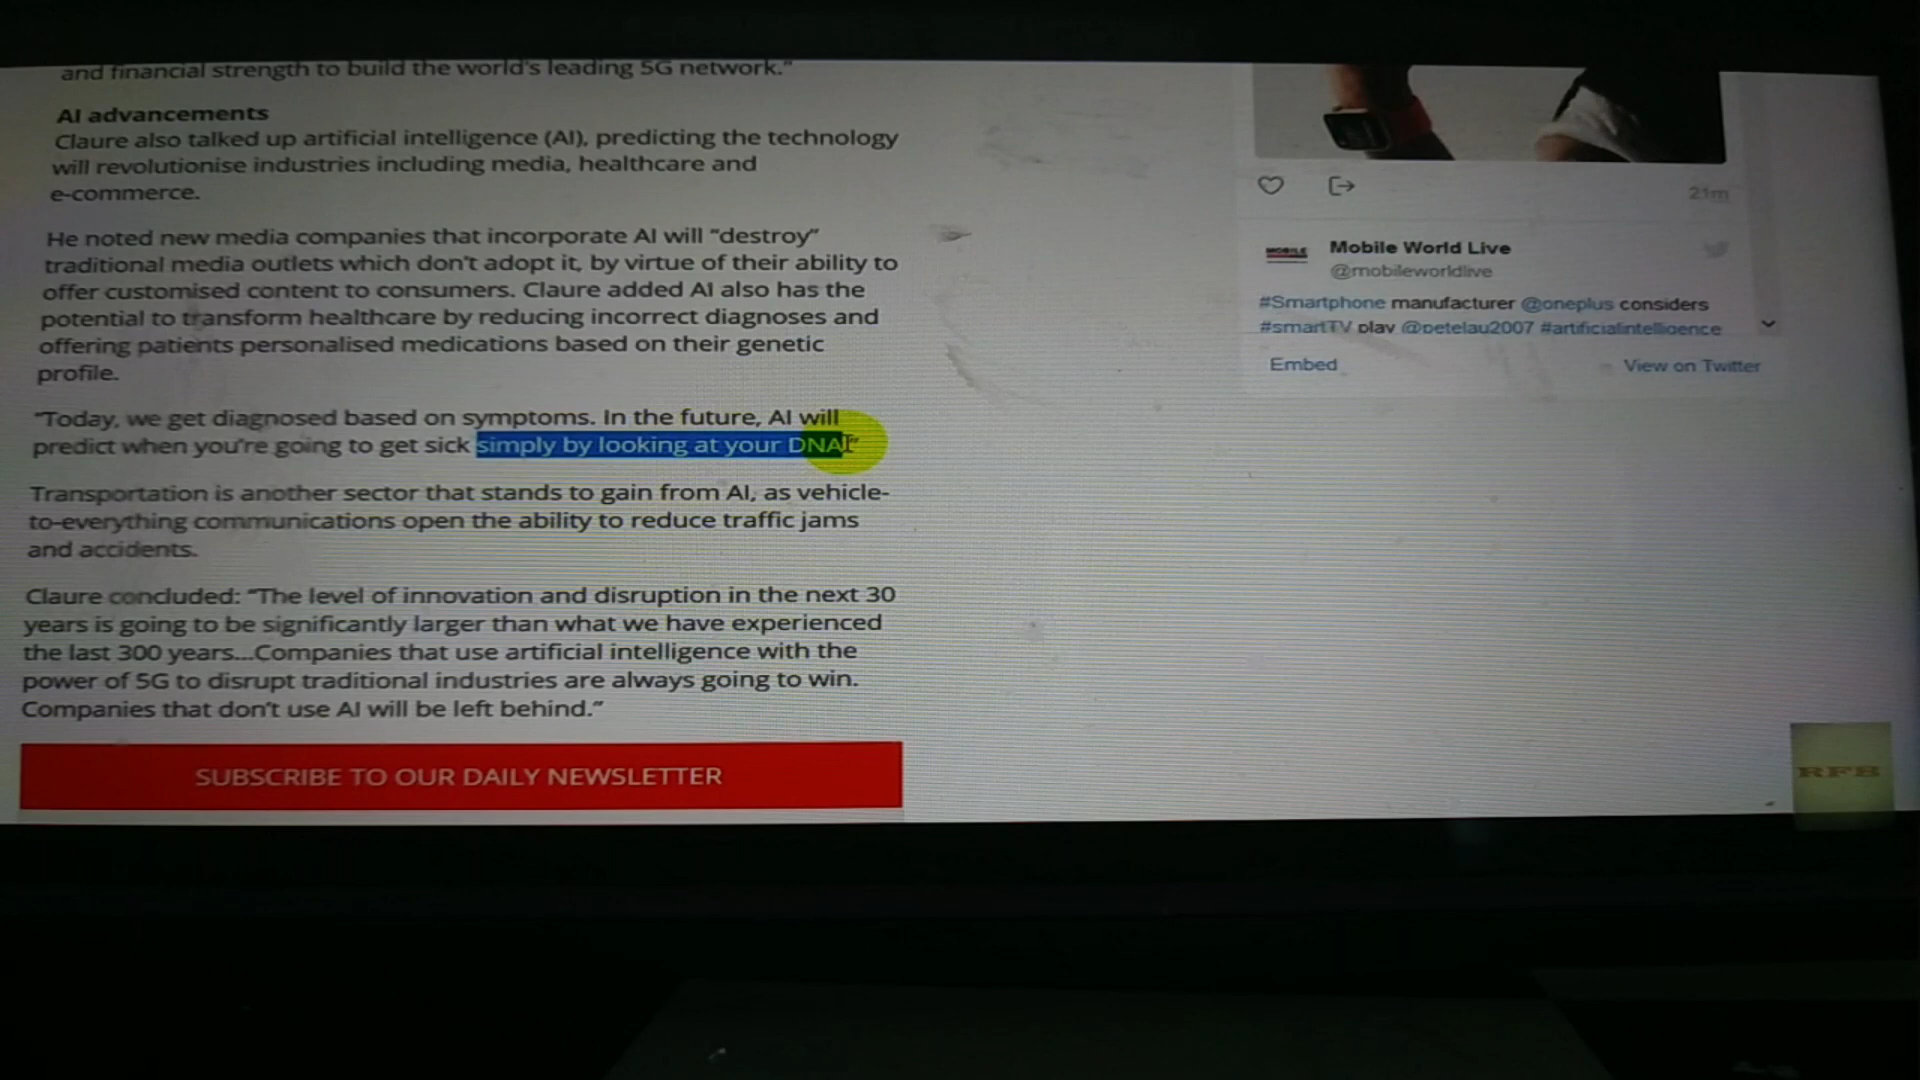 and financial strength to build the world's leading 5G network."
AI advancements
Claure also talked up artificial intelligence (AI), predicting the technology
will revolutionise industries including media, healthcare and
e-commerce.
He noted new media companies that incorporate AI will "destroy"
traditional media outlets which don't adopt it, by virtue of their ability to
offer customised content to consumers. Claure added AI also has the
potential to transform healthcare by reducing incorrect diagnoses and
offering patients personalised medications based on their genetic
profile.
"Today, we get diagnosed based on symptoms. In the future, AI will
predict when you're going to get sick simply by looking at your DNA."
Transportation is another sector that stands to gain from AI, as vehicle-
to-everything communications open the ability to reduce traffic jams
and accidents.
Claure concluded: "The level of innovation and disruption in the next 30
years is going to be significantly larger than what we have experienced
the last 300 years...Companies that use artificial intelligence with the
power of 5G to disrupt traditional industries are always going to win.
Companies that don't use AI will be left behind."
SUBSCRIBE TO OUR DAILY NEWSLETTER
21m
MOBILE
Mobile World Live
@mobileworldlive
#Smartphone manufacturer @oneplus considers
#smartTV play @petelau2007 #artificialintelligence
Embed
View on Twitter
RFB